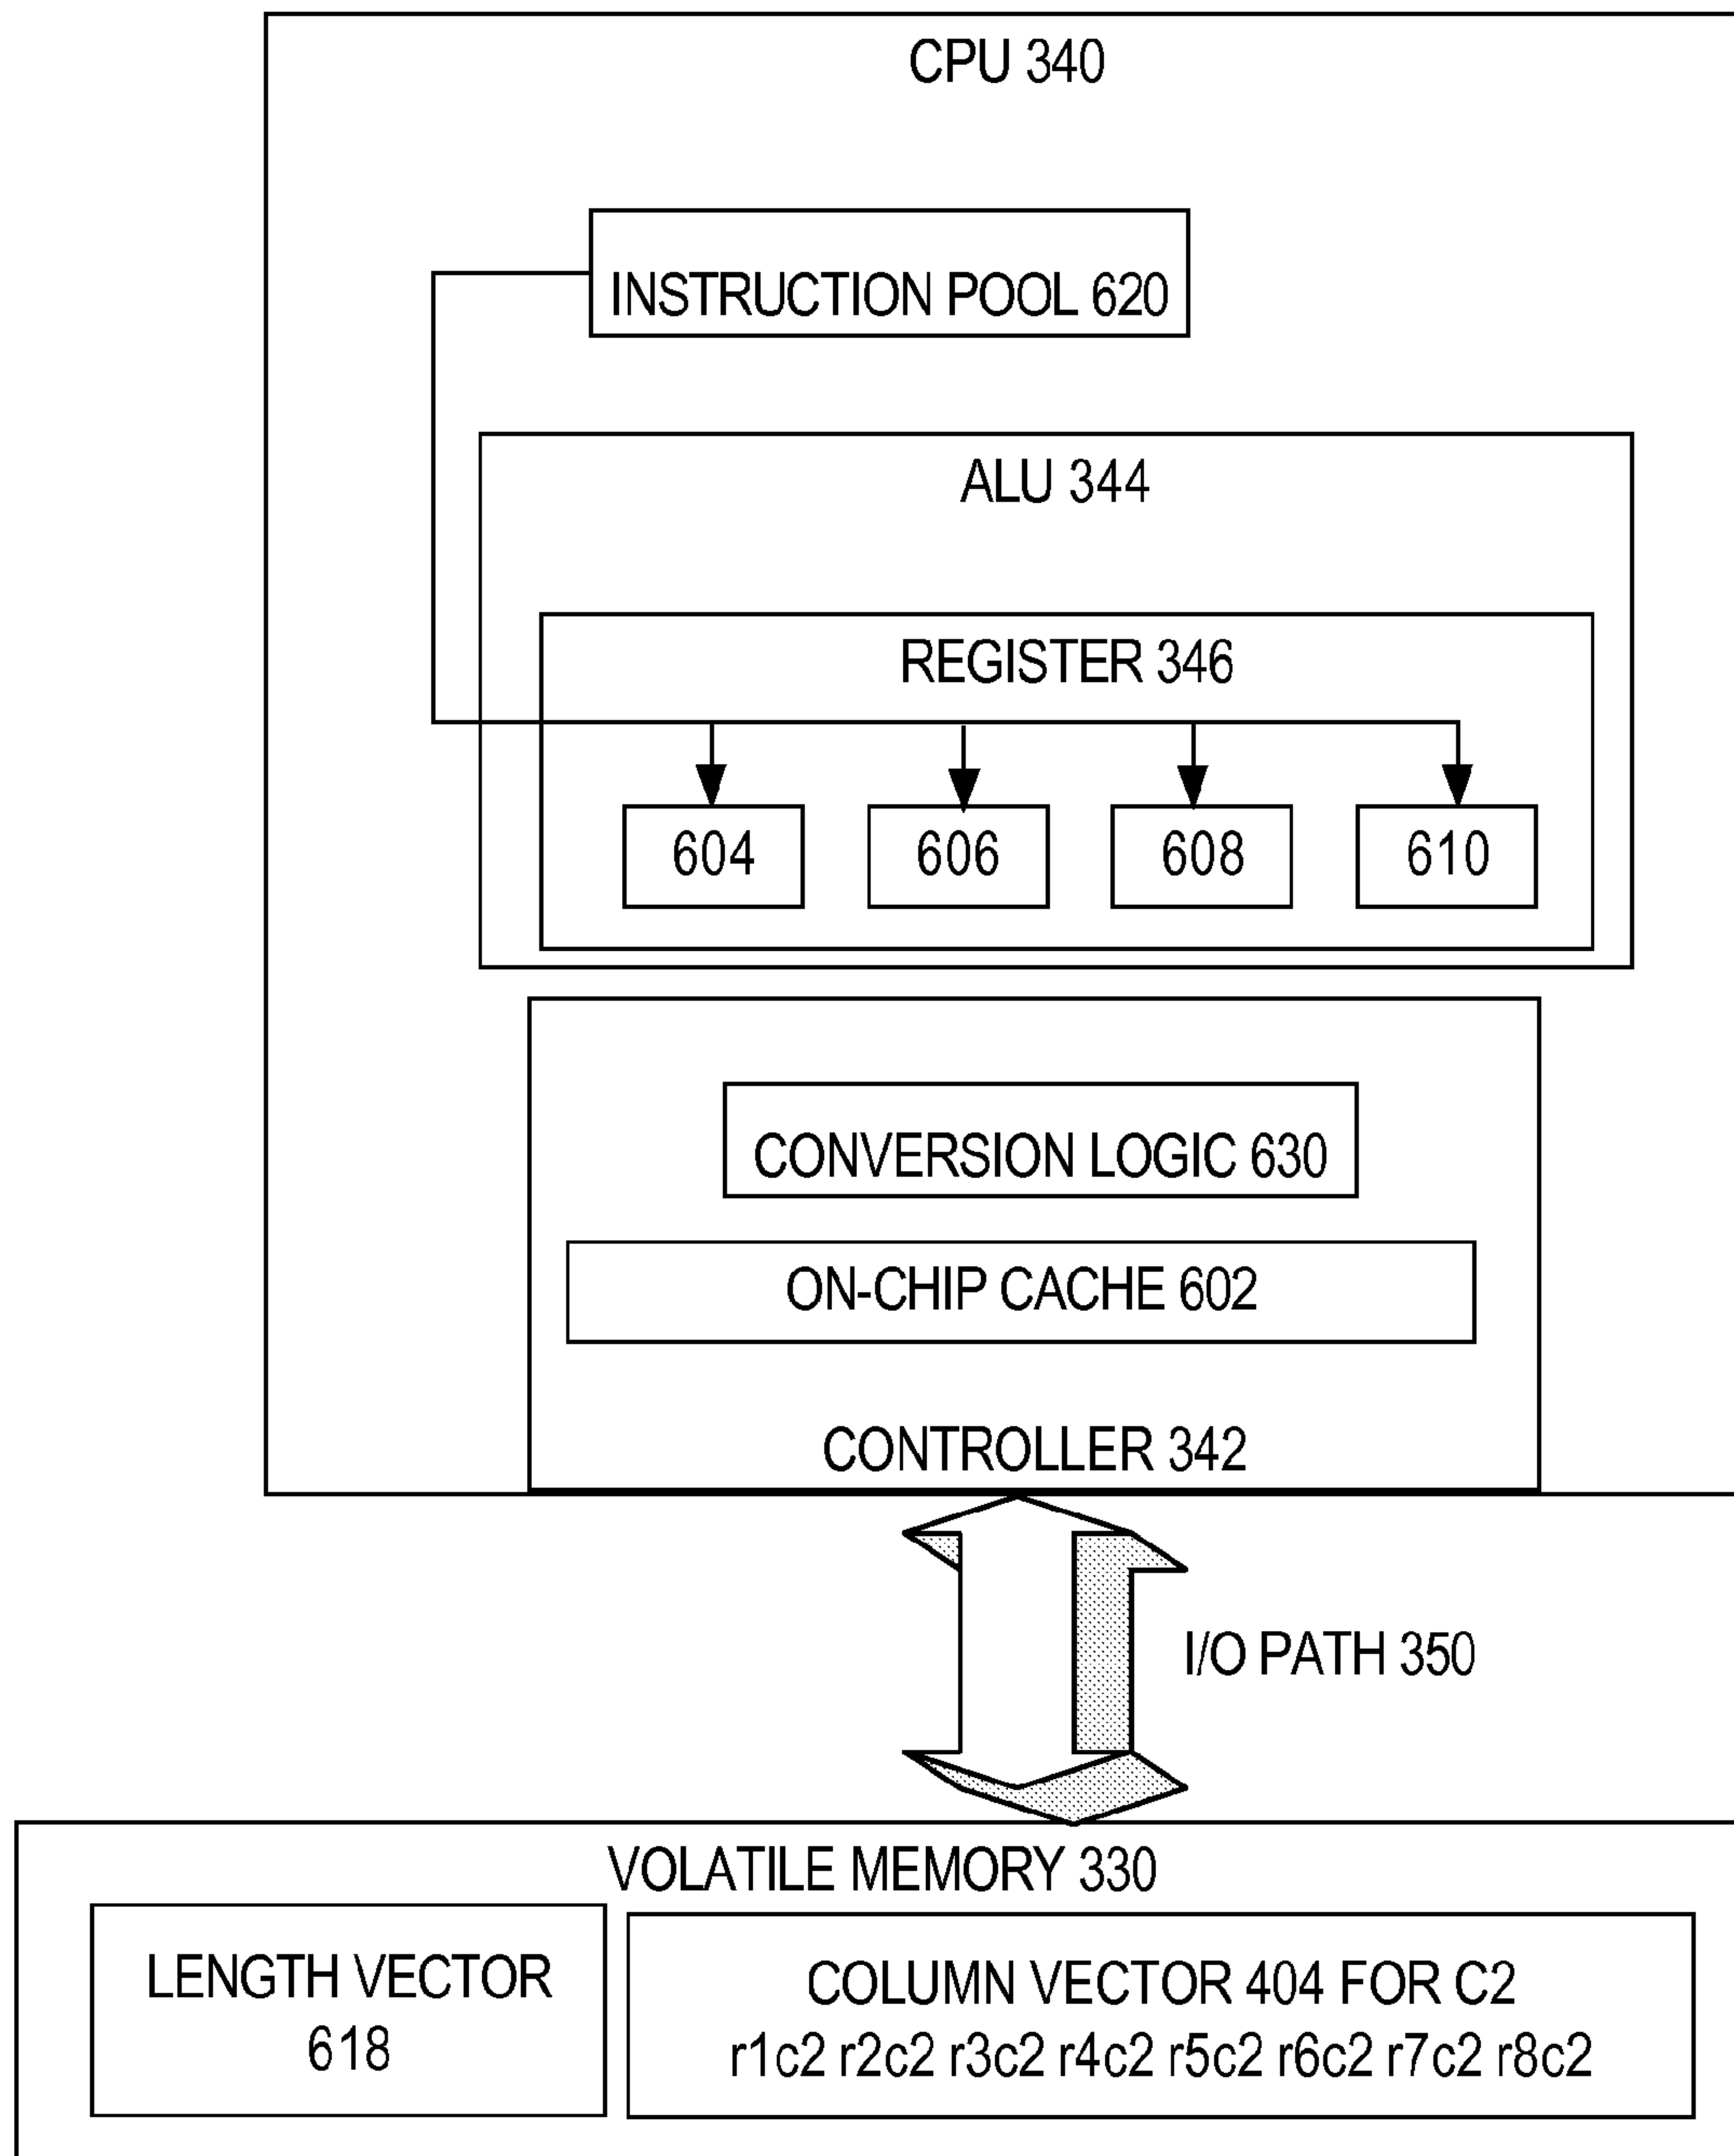 CPU 340
INSTRUCTION POOL 620
ALU 344
REGISTER 346
604 606 608 610
CONVERSION LOGIC 630
ON-CHIP CACHE 602
CONTROLLER 342
I/O PATH 350
VOLATILE MEMORY 330
LENGTH VECTOR
618
COLUMN VECTOR 404 FOR C2
r1c2 r2c2 r3c2 r4c2 r5c2 r6c2 r7c2 r8c2